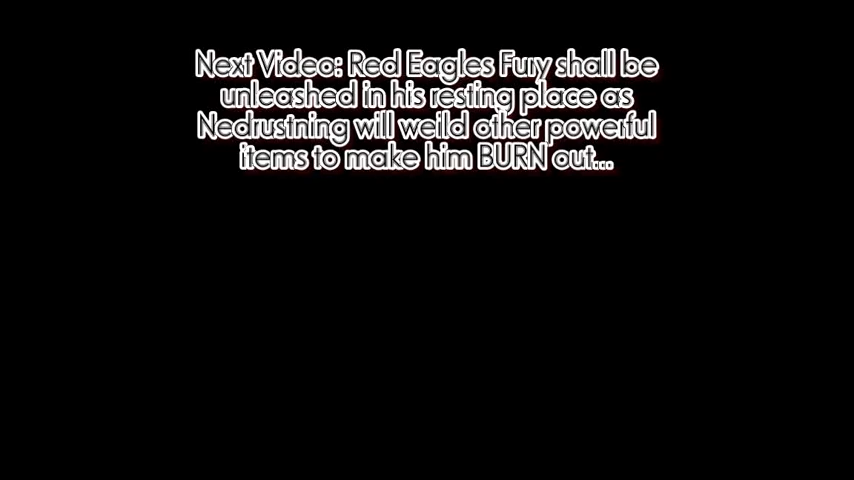 Next Video: Red Eagles Fury shall be
unleashed in his resting place as
Nedrustning will weild other powerful
items to make him BURN out...